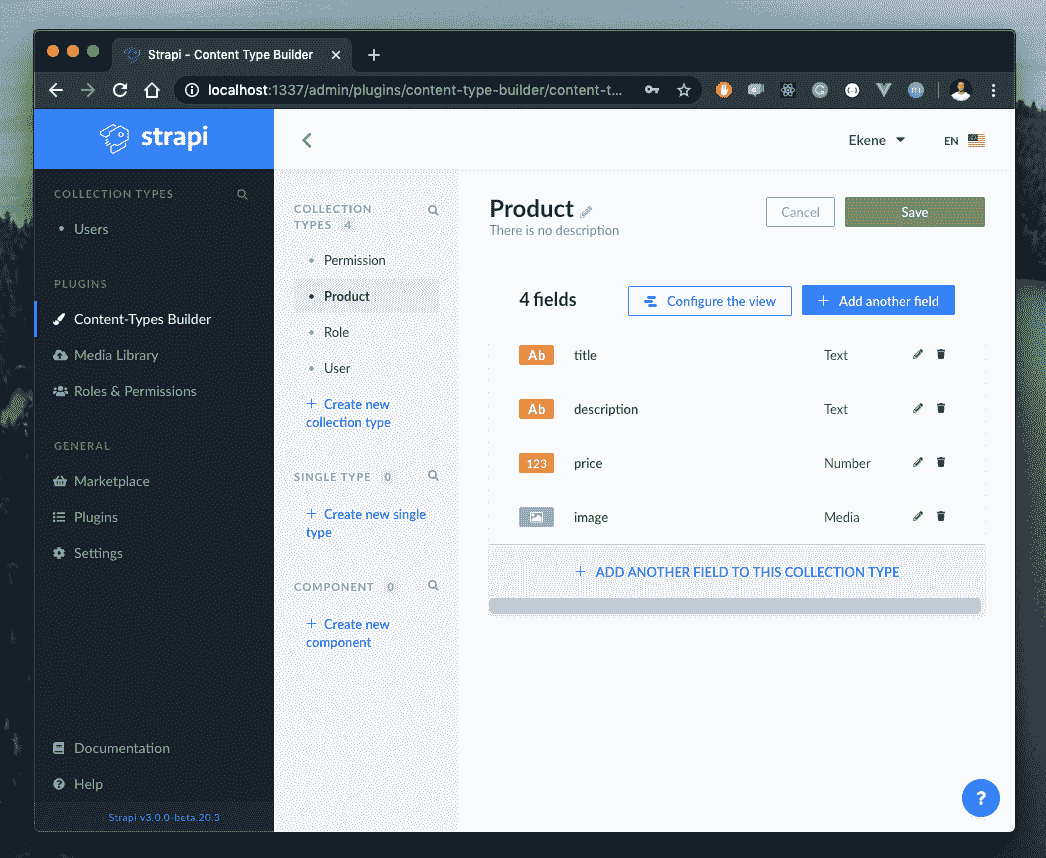 Strapi - Content Type Builder
localhost:1337/admin/plugins/content-type-builder/content-t...
strapi
Ekene
EN
COLLECTION TYPES
Users
PLUGINS
Content-Types Builder
Media Library
Roles & Permissions
GENERAL
Marketplace
Plugins
Settings
Documentation
Help
Strapi v3.0.0-beta.20.3
COLLECTION
TYPES 4
Permission
Product
Role
User
+ Create new
collection type
SINGLE TYPE 0
+ Create new single
type
COMPONENT 0
+ Create new
component
Product
There is no description
Cancel
Save
4 fields
Configure the view
+ Add another field
Ab title Text
Ab description Text
123 price Number
image Media
+ ADD ANOTHER FIELD TO THIS COLLECTION TYPE
?